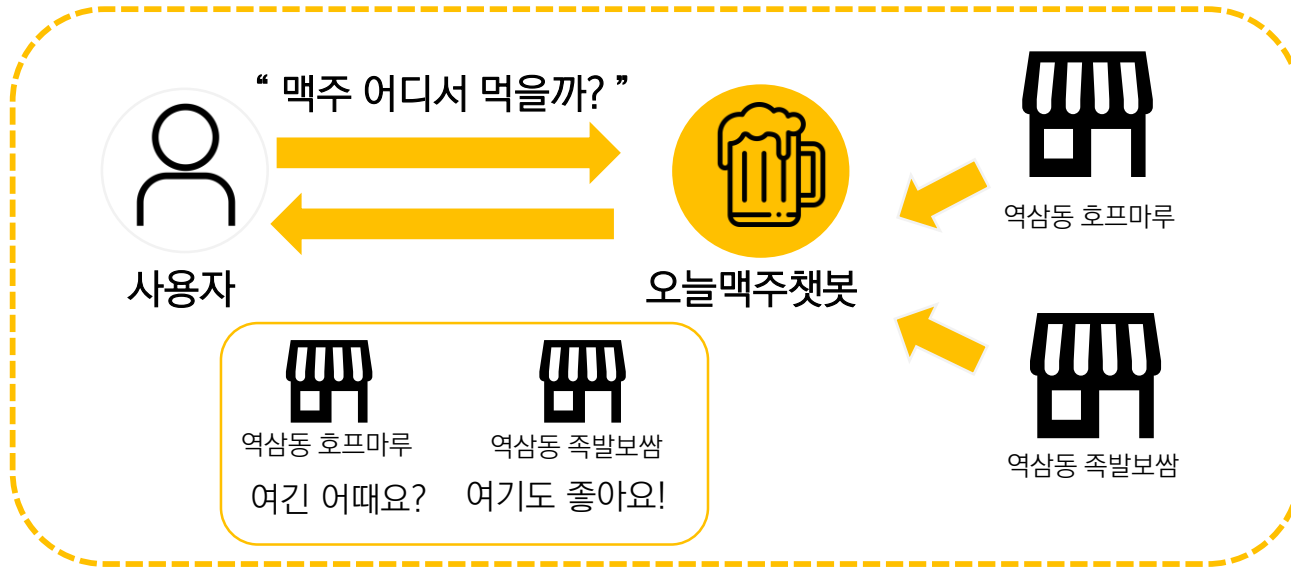 “ 맥주 어디서 먹을까? ”
사용자
오늘맥주챗봇
역삼동 호프마루
역삼동 족발보쌈
역삼동 호프마루
여긴 어때요?
역삼동 족발보쌈
여기도 좋아요!